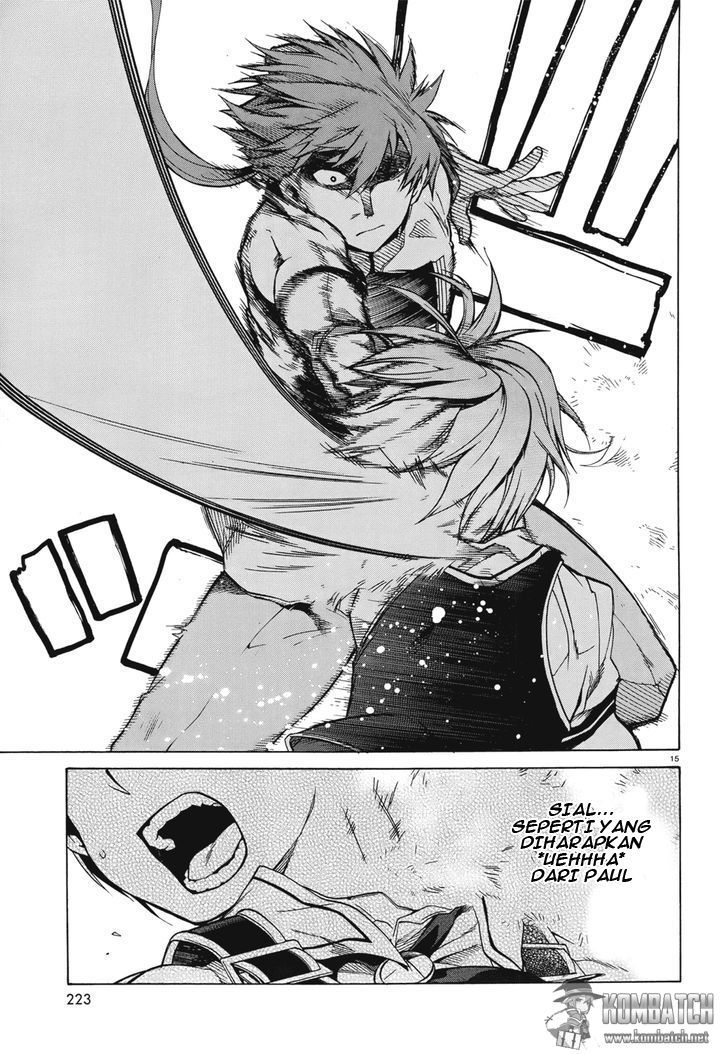 15
SIAL...
SEPERTI YANG
DIHARAPKAN
*UEHHHA*
DARI PAUL
223
KOMBATCH
www.kombatch.net